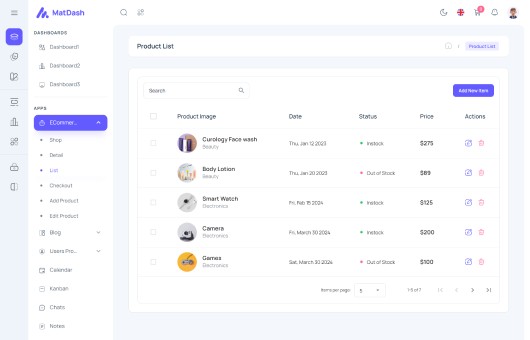 MatDash
2
DASHBOARDS
Dashboard1
Dashboard2
Dashboard3
APPS
ECommer...
Shop
Detail
List
Checkout
Add Product
Edit Product
Blog
Users Pro...
Calendar
Kanban
Chats
Notes
Product List
Product List
Search
Add New Item
Product Image Date Status Price Actions
Curology Face wash
Beauty
Thu, Jan 12 2023 Instock $275
Body Lotion
Beauty
Thu, Jan 20 2023 Out of Stock $89
Smart Watch
Electronics
Fri, Feb 15 2024 Instock $125
Camera
Electronics
Fri, March 30 2024 Instock $200
Games
Electronics
Sat, March 30 2024 Out of Stock $100
Items per page: 5 1-5 of 7